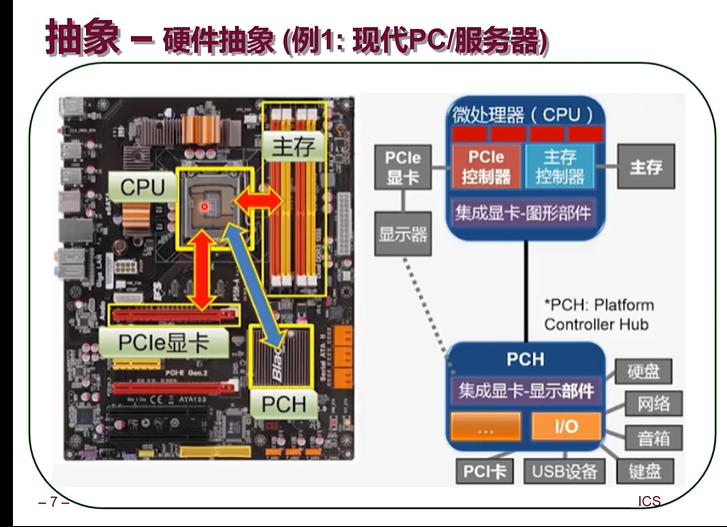 抽象 – 硬件抽象 (例1: 现代PC/服务器)
主存
CPU
PCIe显卡
PCI-E Gen.2
ATA133
Serial ATA II
PCH
微处理器（CPU）
PCIe
控制器
主存
控制器
集成显卡-图形部件
PCIe
显卡
显示器
主存
*PCH: Platform
Controller Hub
PCH
集成显卡-显示部件
...
I/O
硬盘
网络
音箱
键盘
USB设备
PCI卡
– 7 –
ICS